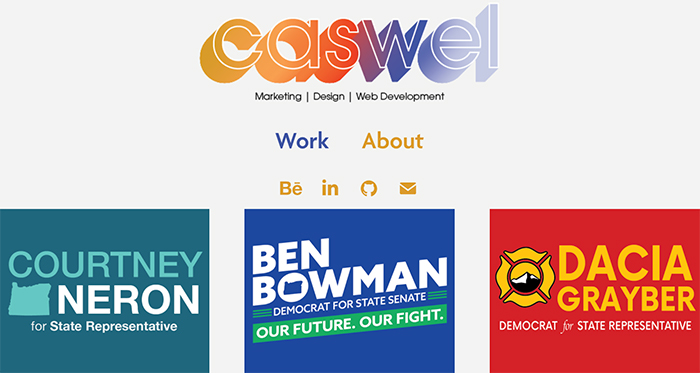 caswel
Marketing | Design | Web Development
Work About
Bē in
COURTNEY
NERON
for State Representative
BEN
BOWMAN
DEMOCRAT FOR STATE SENATE
OUR FUTURE. OUR FIGHT.
DACIA
GRAYBER
DEMOCRAT for STATE REPRESENTATIVE